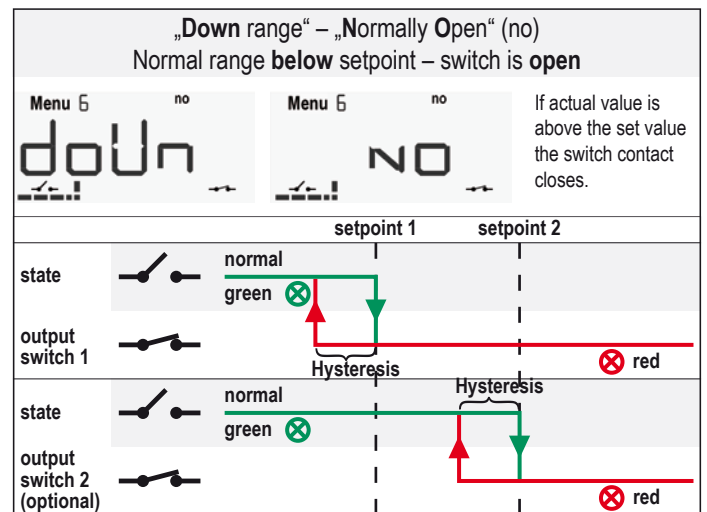 „Down range“ – „Normally Open“ (no)
Normal range below setpoint – switch is open
Menu 6 no
doUn
Menu 6 no
NO
If actual value is
above the set value
the switch contact
closes.
setpoint 1 setpoint 2
state
normal
green
output
switch 1
Hysteresis
red
state
normal
green
Hysteresis
output
switch 2
(optional)
red